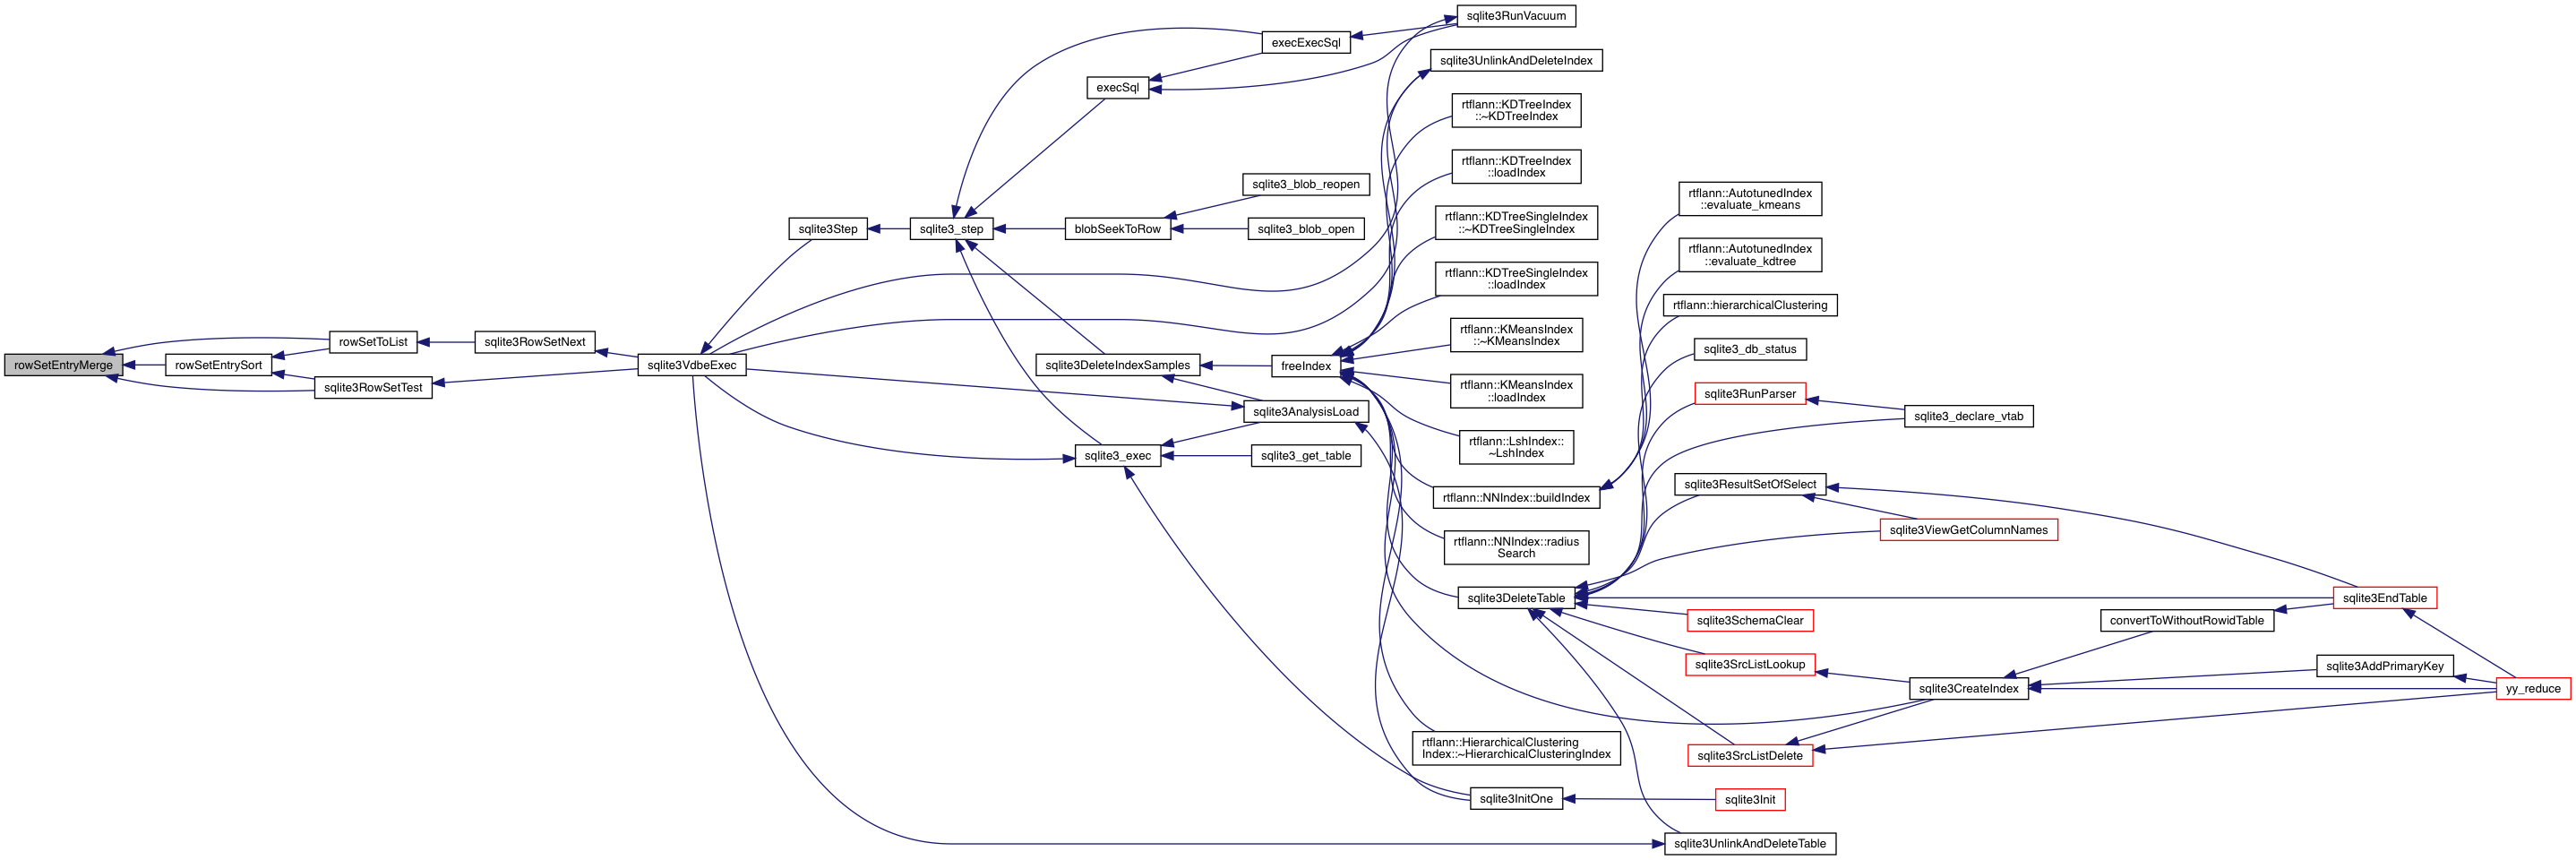 rowSetEntryMerge
rowSetEntrySort
rowSetToList
sqlite3RowSetTest
sqlite3RowSetNext
sqlite3VdbeExec
sqlite3Step
sqlite3_step
execSql
execExecSql
sqlite3RunVacuum
blobSeekToRow
sqlite3_blob_reopen
sqlite3_blob_open
sqlite3DeleteIndexSamples
sqlite3AnalysisLoad
sqlite3_exec
sqlite3_get_table
freeIndex
sqlite3UnlinkAndDeleteIndex
rtflann::KDTreeIndex
::~KDTreeIndex
rtflann::KDTreeIndex
::loadIndex
rtflann::KDTreeSingleIndex
::~KDTreeSingleIndex
rtflann::KDTreeSingleIndex
::loadIndex
rtflann::KMeansIndex
::~KMeansIndex
rtflann::KMeansIndex
::loadIndex
rtflann::LshIndex::
~LshIndex
rtflann::NNIndex::buildIndex
rtflann::NNIndex::radius
Search
sqlite3DeleteTable
rtflann::HierarchicalClustering
Index::~HierarchicalClusteringIndex
sqlite3InitOne
rtflann::AutotunedIndex
::evaluate_kmeans
rtflann::AutotunedIndex
::evaluate_kdtree
rtflann::hierarchicalClustering
sqlite3_db_status
sqlite3RunParser
sqlite3_declare_vtab
sqlite3ResultSetOfSelect
sqlite3ViewGetColumnNames
sqlite3EndTable
sqlite3SchemaClear
sqlite3SrcListLookup
convertToWithoutRowidTable
sqlite3AddPrimaryKey
sqlite3CreateIndex
yy_reduce
sqlite3SrcListDelete
sqlite3Init
sqlite3UnlinkAndDeleteTable